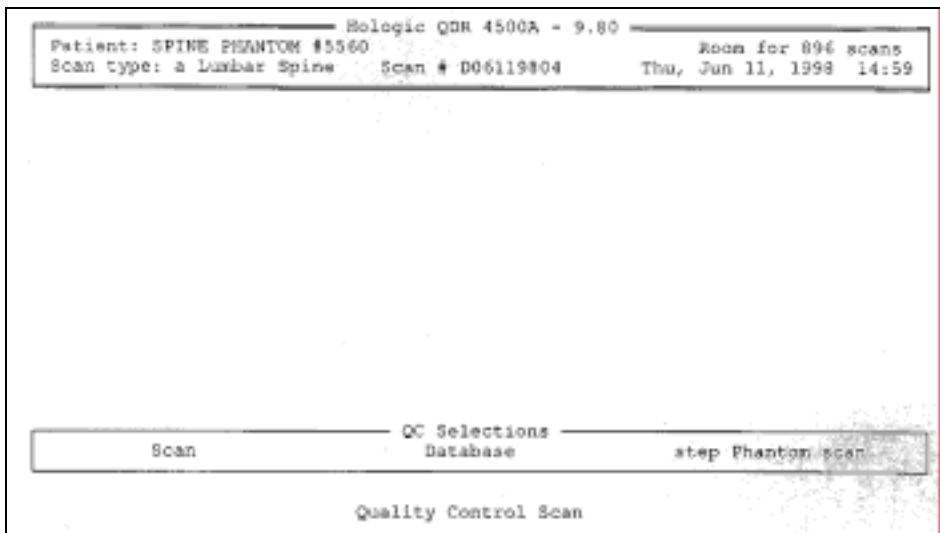 Hologic QDR 4500A - 9.80
Patient: SPINE PHANTOM #5560 Room for 896 scans
Scan type: a Lumbar Spine Scan # D06119804 Thu, Jun 11, 1998 14:59
QC Selections
Scan Database step Phantom scan
Quality Control Scan